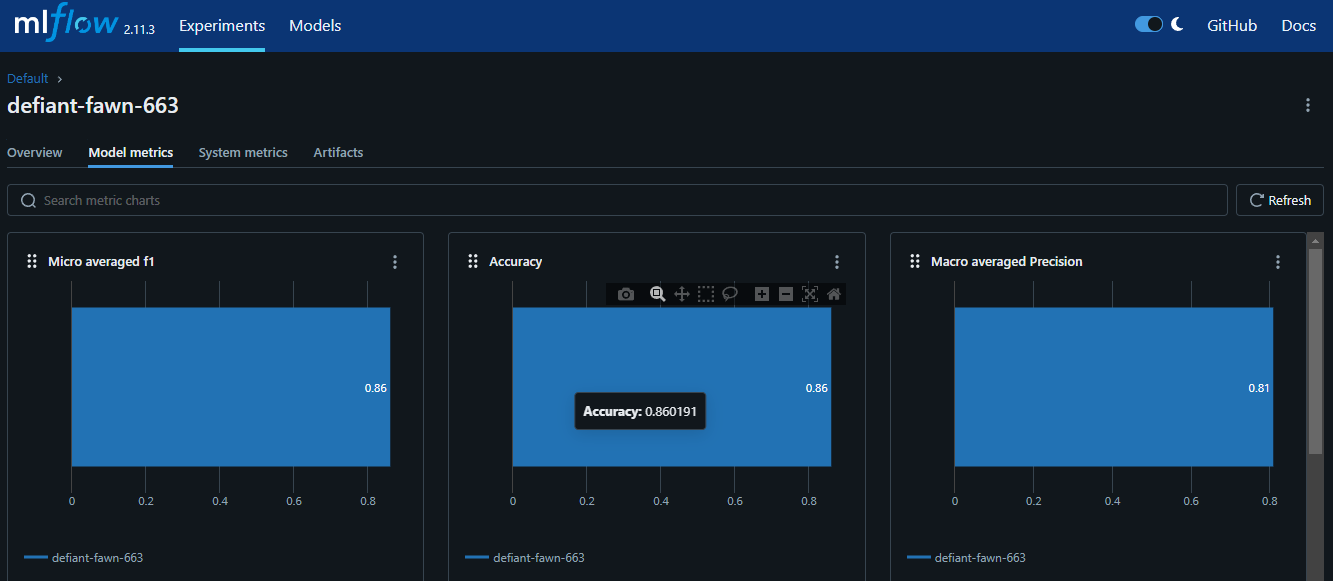 mlflow 2.11.3 Experiments Models GitHub Docs
Default
defiant-fawn-663
Overview Model metrics System metrics Artifacts
Search metric charts Refresh
Micro averaged f1
0.86
0 0.2 0.4 0.6 0.8
defiant-fawn-663
Accuracy
0.86
Accuracy: 0.860191
0 0.2 0.4 0.6 0.8
defiant-fawn-663
Macro averaged Precision
0.81
0 0.2 0.4 0.6 0.8
defiant-fawn-663